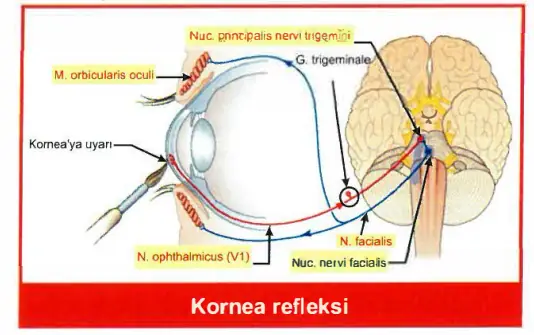 Nuc. principalis nervi trigemini
G. trigeminale
M. orbicularis oculi
Kornea'ya uyarı
N. ophthalmicus (V1)
N. facialis
Nuc. nervi facialis
Kornea refleksi